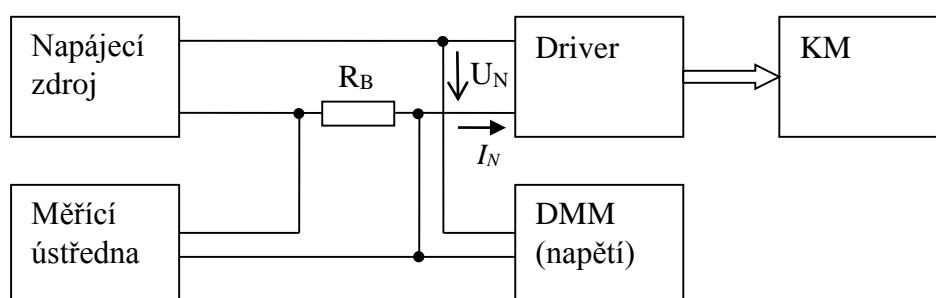 Napájecí
zdroj
R_B
U_N
I_N
Driver
KM
Měřící
ústředna
DMM
(napětí)